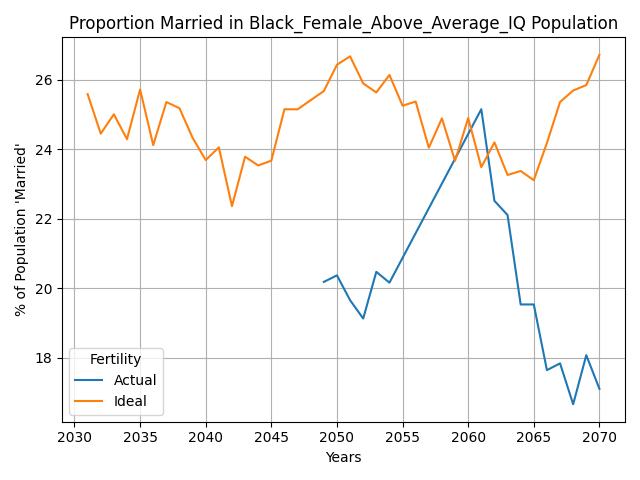 Proportion Married in Black_Female_Above_Average_IQ Population
% of Population 'Married'
26
24
22
20
18
Fertility
Actual
Ideal
2030 2035 2040 2045 2050 2055 2060 2065 2070
Years